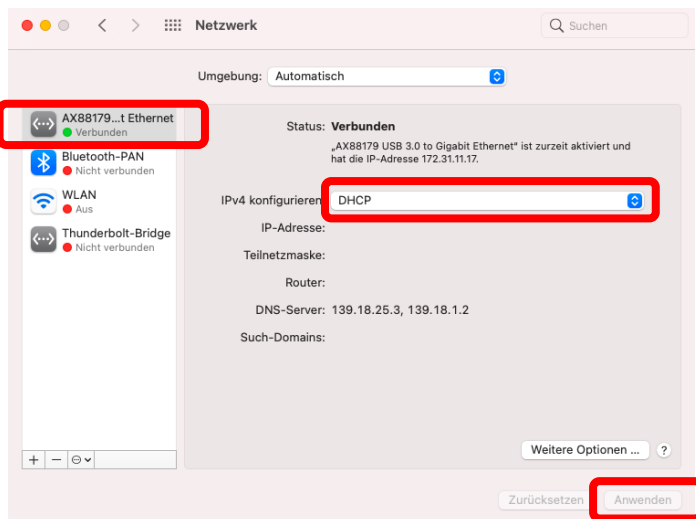 Netzwerk
Suchen
Umgebung: Automatisch
AX88179...t Ethernet
Verbunden
Bluetooth-PAN
Nicht verbunden
WLAN
Aus
Thunderbolt-Bridge
Nicht verbunden
Status: Verbunden
„AX88179 USB 3.0 to Gigabit Ethernet“ ist zurzeit aktiviert und
hat die IP-Adresse 172.31.11.17.
IPv4 konfigurieren DHCP
IP-Adresse:
Teilnetzmaske:
Router:
DNS-Server: 139.18.25.3, 139.18.1.2
Such-Domains:
Weitere Optionen ... ?
Zurücksetzen Anwenden